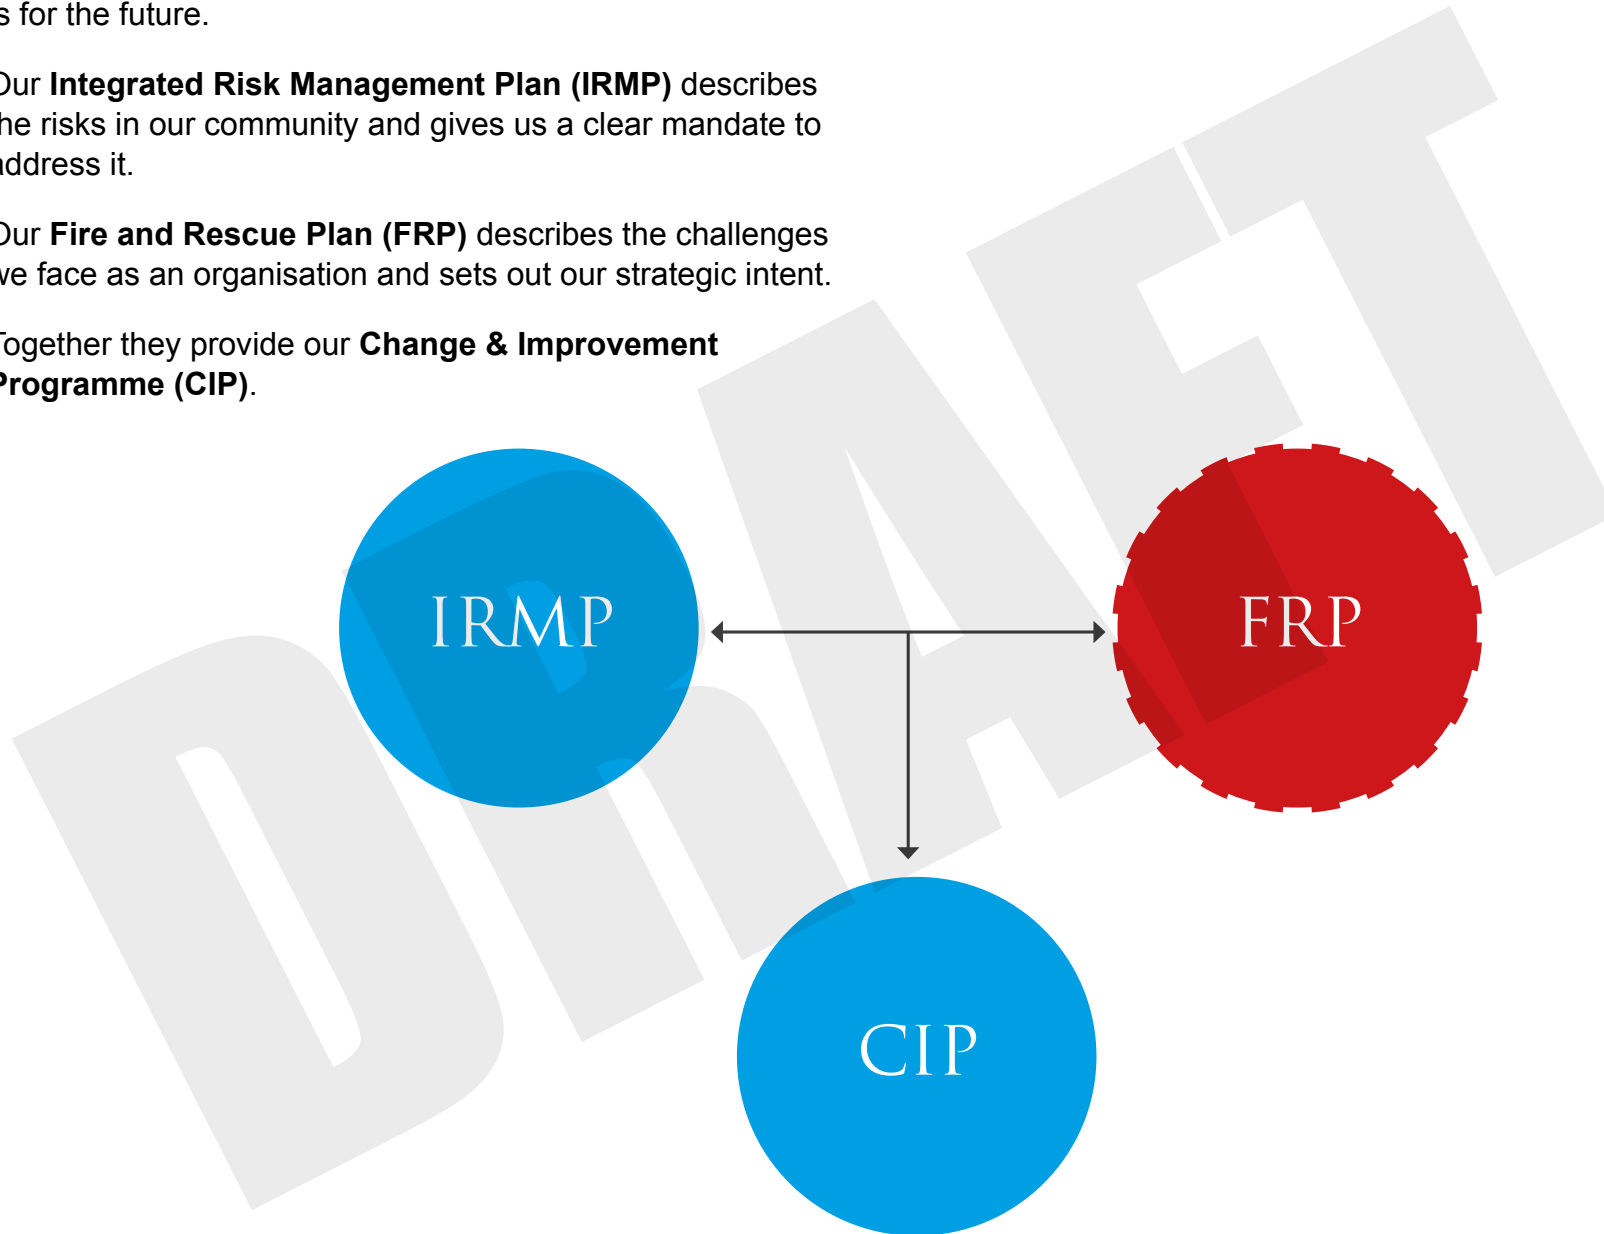 s for the future.
Our Integrated Risk Management Plan (IRMP) describes
the risks in our community and gives us a clear mandate to
address it.
Our Fire and Rescue Plan (FRP) describes the challenges
we face as an organisation and sets out our strategic intent.
Together they provide our Change & Improvement
Programme (CIP).
IRMP
FRP
CIP
DRAFT